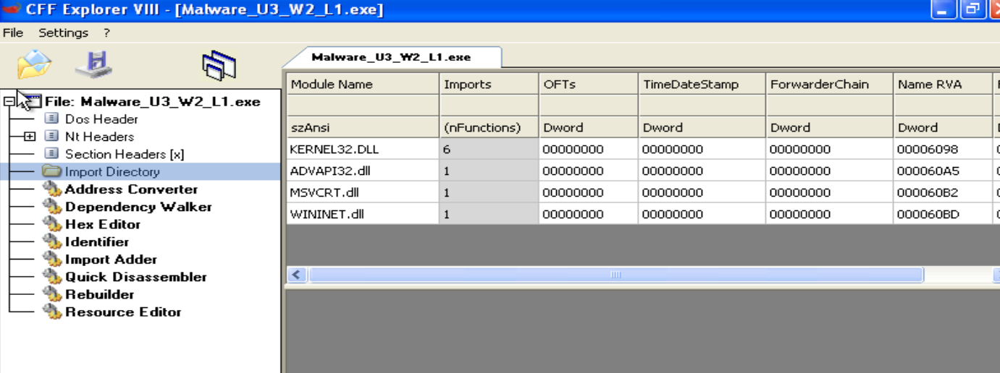 CFF Explorer VIII - [Malware_U3_W2_L1.exe]
File Settings ?
Malware_U3_W2_L1.exe
File: Malware_U3_W2_L1.exe
Dos Header
Nt Headers
Section Headers [x]
Import Directory
Address Converter
Dependency Walker
Hex Editor
Identifier
Import Adder
Quick Disassembler
Rebuilder
Resource Editor
Module Name Imports OFTs TimeDateStamp ForwarderChain Name RVA
szAnsi (nFunctions) Dword Dword Dword Dword
KERNEL32.DLL 6 00000000 00000000 00000000 00006098
ADVAPI32.dll 1 00000000 00000000 00000000 000060A5
MSVCRT.dll 1 00000000 00000000 00000000 000060B2
WININET.dll 1 00000000 00000000 00000000 000060BD